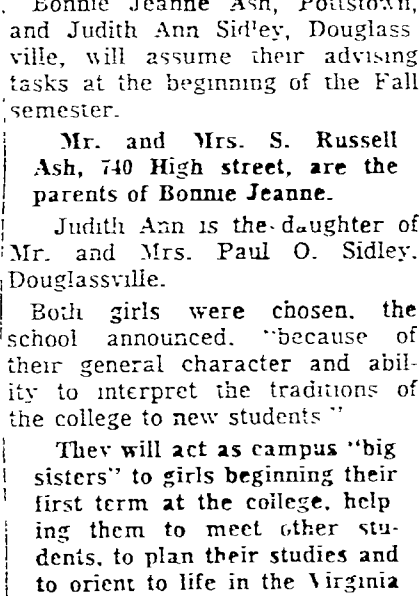 Bonnie Jeanne Ash, Pottstown,
and Judith Ann Sidley, Douglass
ville, will assume their advising
tasks at the beginning of the Fall
semester.
Mr. and Mrs. S. Russell
Ash, 740 High street, are the
parents of Bonnie Jeanne.
Judith Ann is the daughter of
Mr. and Mrs. Paul O. Sidley,
Douglassville.
Both girls were chosen, the
school announced, "because of
their general character and abil-
ity to interpret the traditions of
the college to new students"
They will act as campus "big
sisters" to girls beginning their
first term at the college, help
ing them to meet other stu-
dents, to plan their studies and
to orient to life in the Virginia